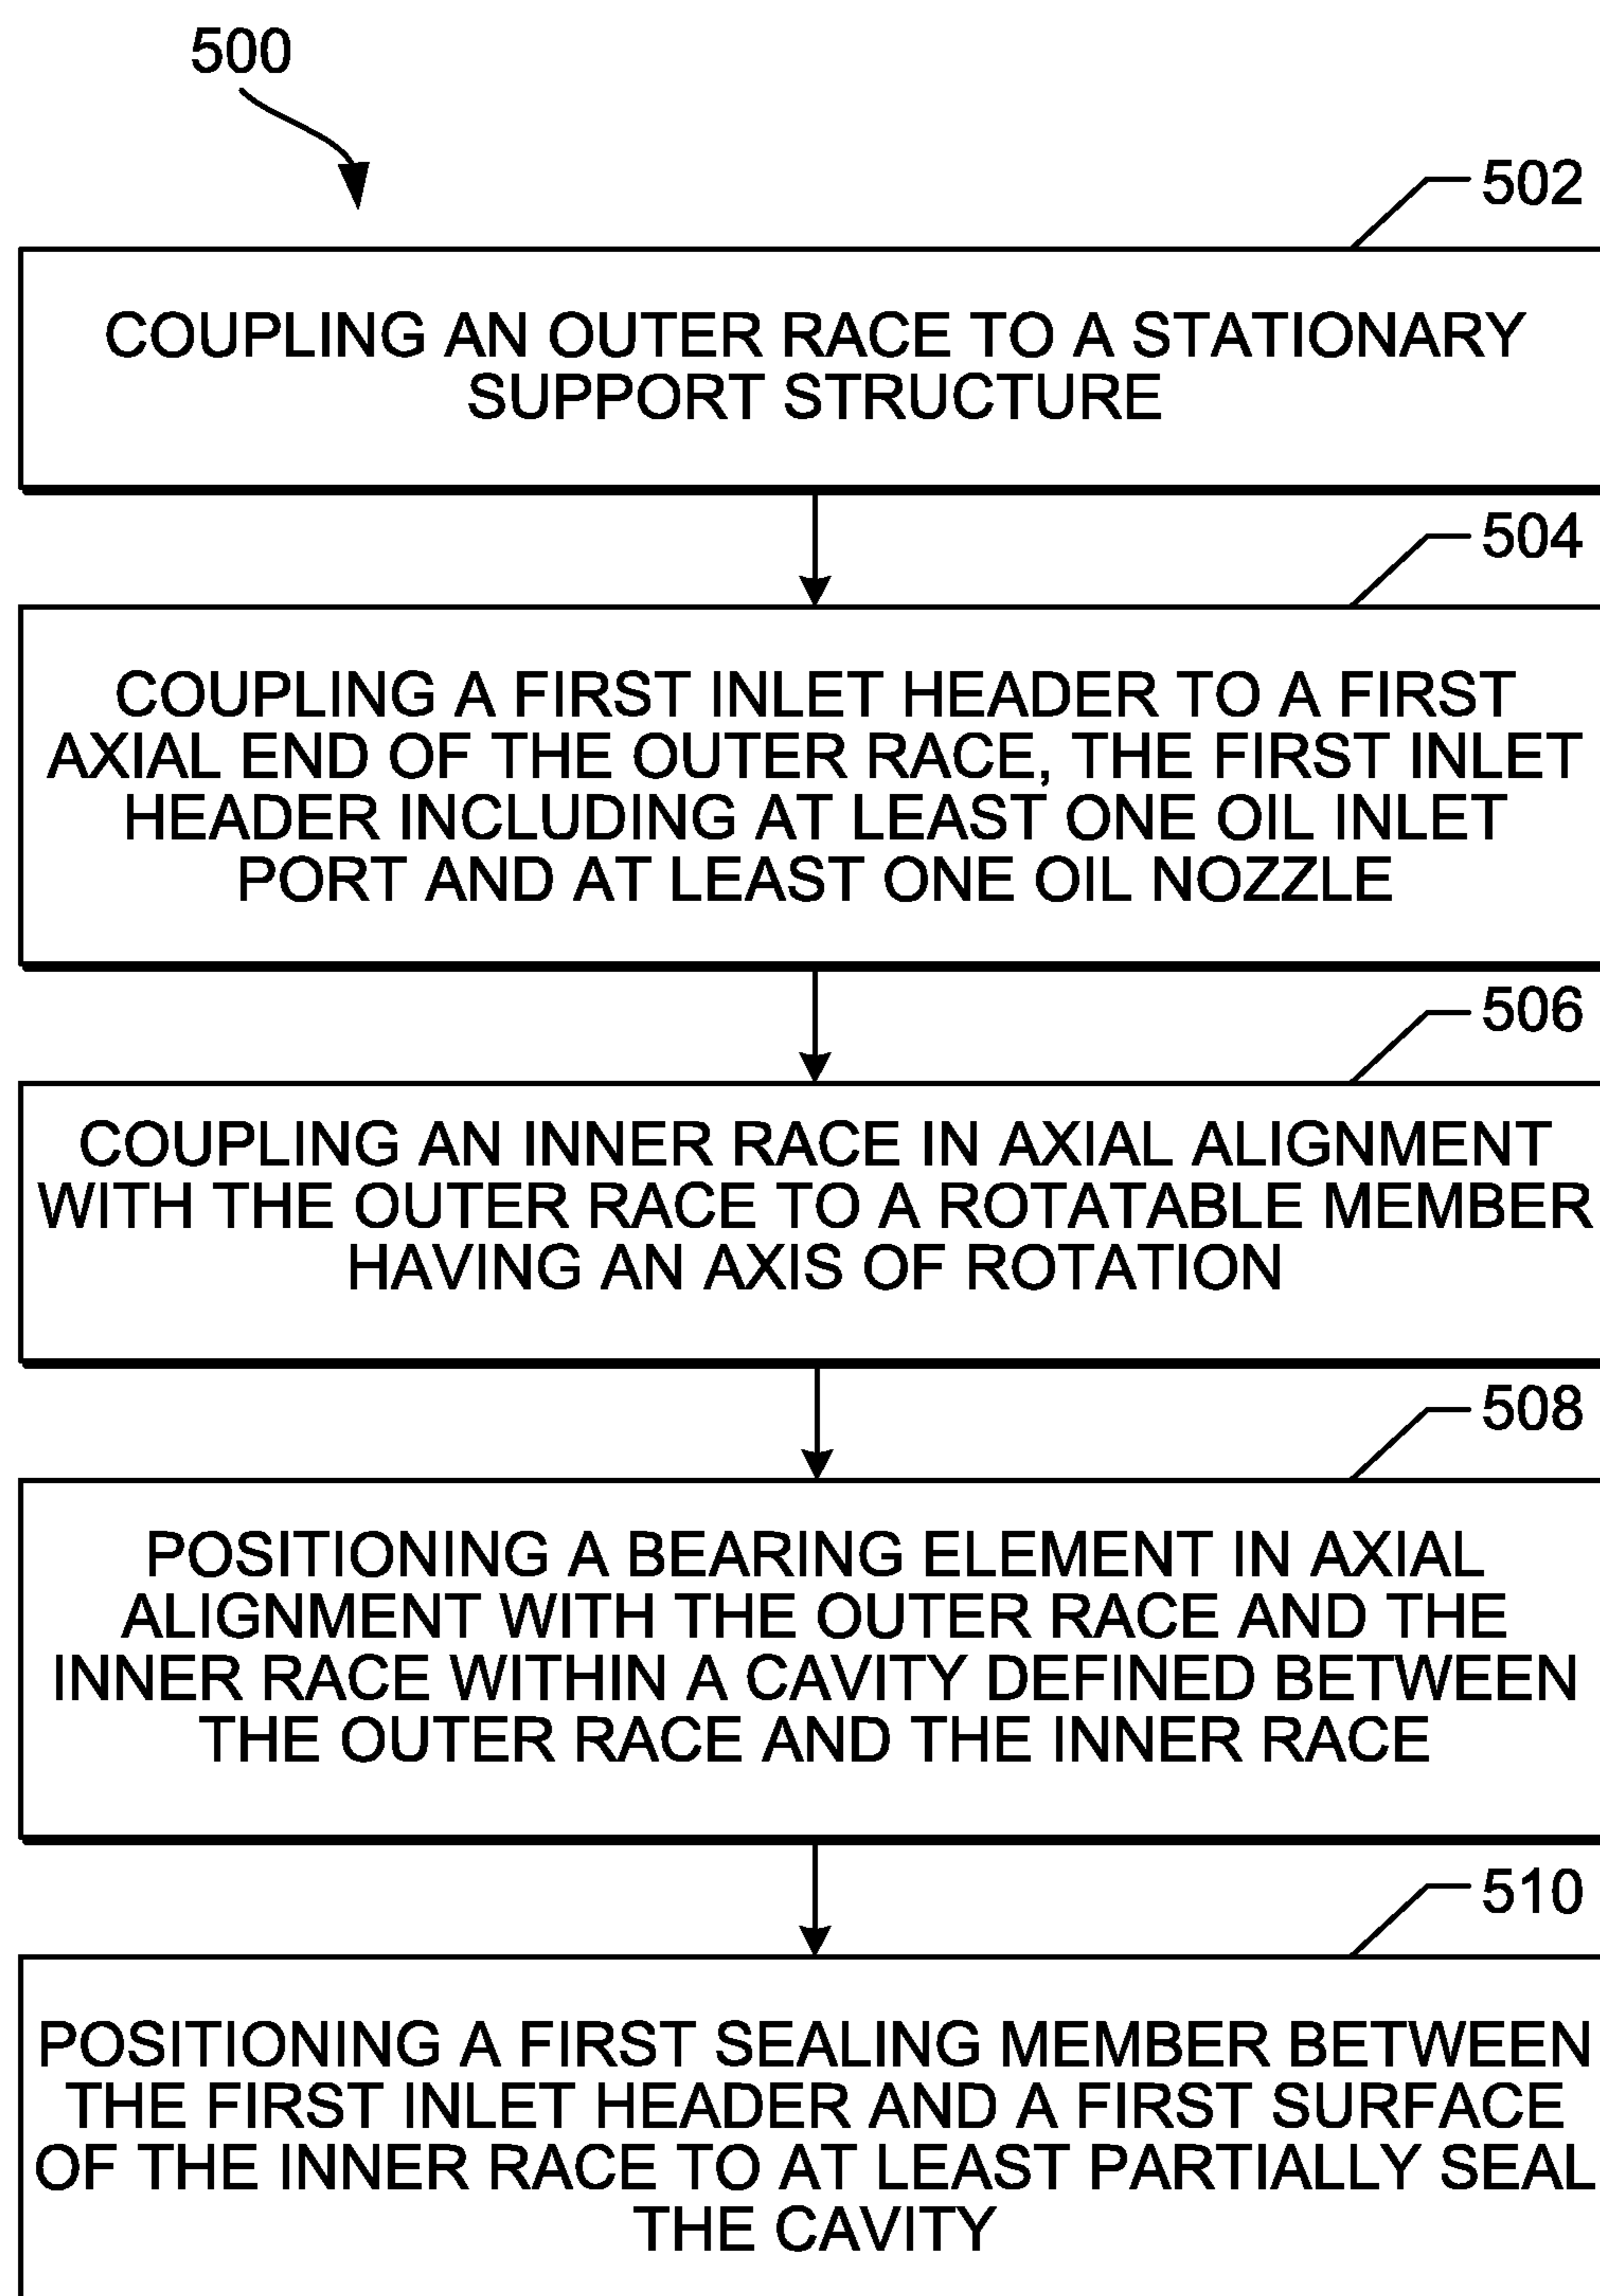 500
502
COUPLING AN OUTER RACE TO A STATIONARY
SUPPORT STRUCTURE
504
COUPLING A FIRST INLET HEADER TO A FIRST
AXIAL END OF THE OUTER RACE, THE FIRST INLET
HEADER INCLUDING AT LEAST ONE OIL INLET
PORT AND AT LEAST ONE OIL NOZZLE
506
COUPLING AN INNER RACE IN AXIAL ALIGNMENT
WITH THE OUTER RACE TO A ROTATABLE MEMBER
HAVING AN AXIS OF ROTATION
508
POSITIONING A BEARING ELEMENT IN AXIAL
ALIGNMENT WITH THE OUTER RACE AND THE
INNER RACE WITHIN A CAVITY DEFINED BETWEEN
THE OUTER RACE AND THE INNER RACE
510
POSITIONING A FIRST SEALING MEMBER BETWEEN
THE FIRST INLET HEADER AND A FIRST SURFACE
OF THE INNER RACE TO AT LEAST PARTIALLY SEAL
THE CAVITY